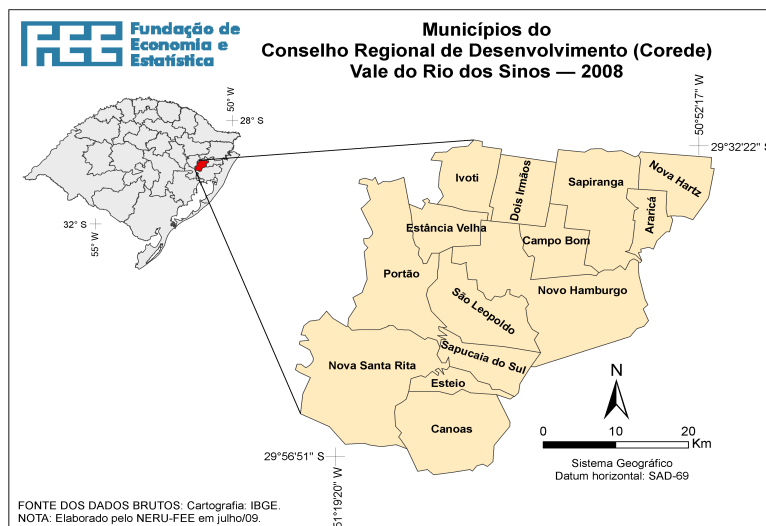 FEE Fundação de
Economia e
Estatística
Municípios do
Conselho Regional de Desenvolvimento (Corede)
Vale do Rio dos Sinos — 2008
50° W
28° S
32° S
55° W
50°52'17" W
29°32'22" S
Ivoti
Dois Irmãos
Sapiranga
Nova Hartz
Araricá
Estância Velha
Campo Bom
Portão
Novo Hamburgo
São Leopoldo
Sapucaia do Sul
Nova Santa Rita
Esteio
Canoas
N
0 10 20
Km
Sistema Geográfico
Datum horizontal: SAD-69
29°56'51" S
51°19'20" W
FONTE DOS DADOS BRUTOS: Cartografia: IBGE.
NOTA: Elaborado pelo NERU-FEE em julho/09.